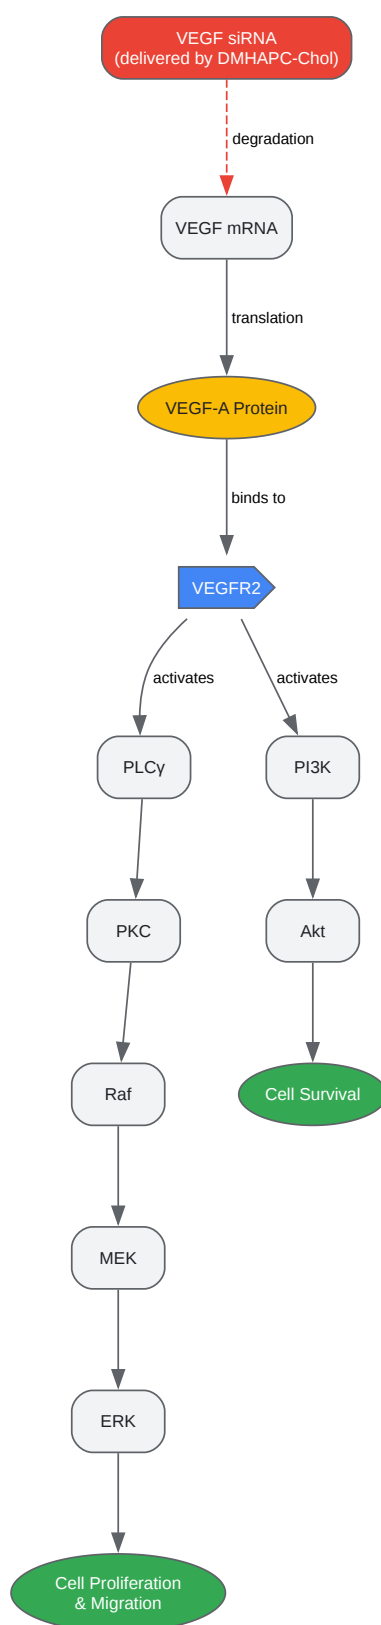 VEGF siRNA
(delivered by DMHAPC-Chol)
degradation
VEGF mRNA
translation
VEGF-A Protein
binds to
VEGFR2
activates
activates
PLCγ
PI3K
PKC
Akt
Raf
Cell Survival
MEK
ERK
Cell Proliferation
& Migration